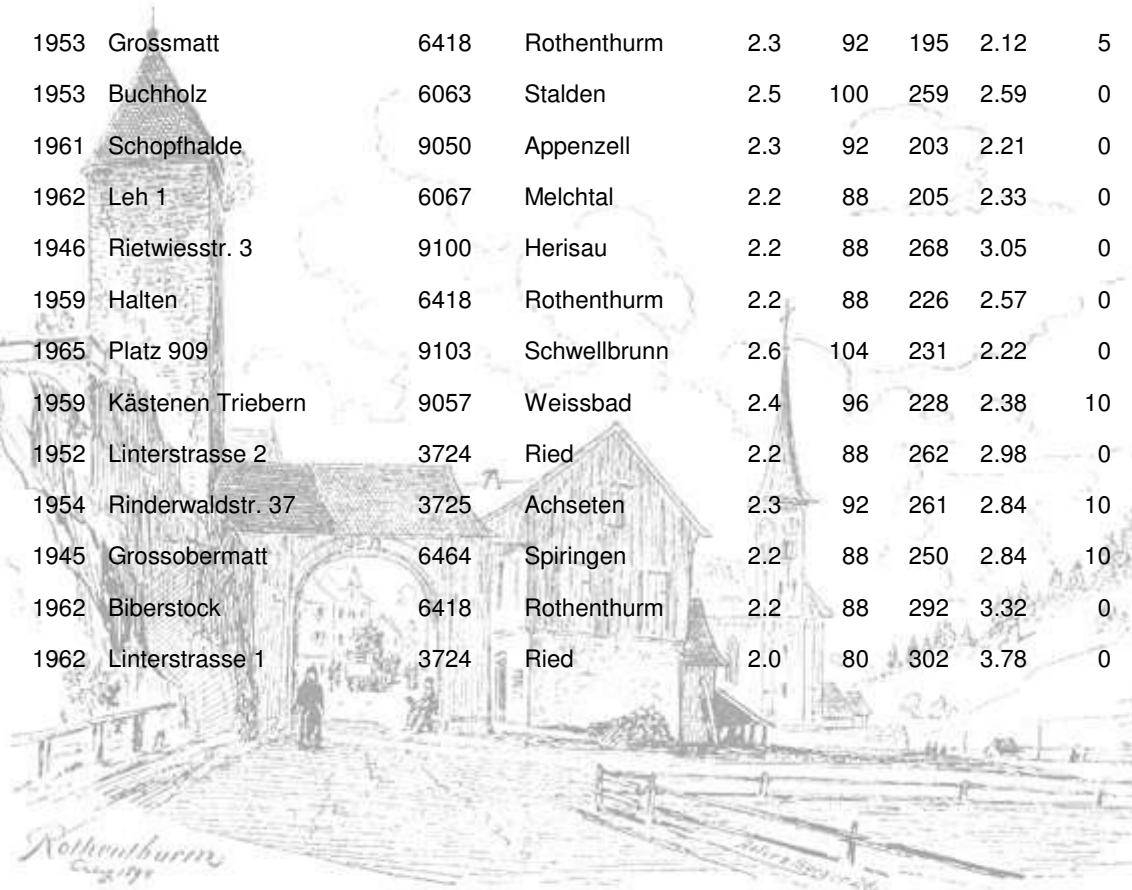 1953 Grossmatt 6418 Rothenthurm 2.3 92 195 2.12 5
1953 Buchholz 6063 Stalden 2.5 100 259 2.59 0
1961 Schopfhalde 9050 Appenzell 2.3 92 203 2.21 0
1962 Leh 1 6067 Melchtal 2.2 88 205 2.33 0
1946 Rietwiesstr. 3 9100 Herisau 2.2 88 268 3.05 0
1959 Halten 6418 Rothenthurm 2.2 88 226 2.57 0
1965 Platz 909 9103 Schwellbrunn 2.6 104 231 2.22 0
1959 Kästenen Triebern 9057 Weissbad 2.4 96 228 2.38 10
1952 Linterstrasse 2 3724 Ried 2.2 88 262 2.98 0
1954 Rinderwaldstr. 37 3725 Achseten 2.3 92 261 2.84 10
1945 Grossobermatt 6464 Spiringen 2.2 88 250 2.84 10
1962 Biberstock 6418 Rothenthurm 2.2 88 292 3.32 0
1962 Linterstrasse 1 3724 Ried 2.0 80 302 3.78 0
Rothenthurm